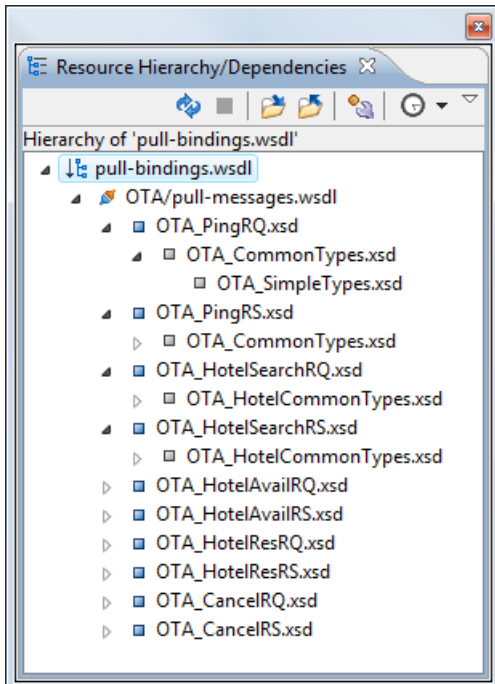 Resource Hierarchy/Dependencies
Hierarchy of 'pull-bindings.wsdl'
pull-bindings.wsdl
OTA/pull-messages.wsdl
OTA_PingRQ.xsd
OTA_CommonTypes.xsd
OTA_SimpleTypes.xsd
OTA_PingRS.xsd
OTA_CommonTypes.xsd
OTA_HotelSearchRQ.xsd
OTA_HotelCommonTypes.xsd
OTA_HotelSearchRS.xsd
OTA_HotelCommonTypes.xsd
OTA_HotelAvailRQ.xsd
OTA_HotelAvailRS.xsd
OTA_HotelResRQ.xsd
OTA_HotelResRS.xsd
OTA_CancelRQ.xsd
OTA_CancelRS.xsd